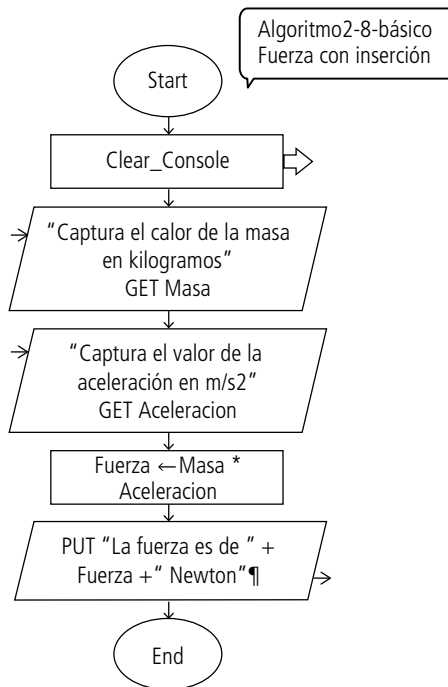 Algoritmo2-8-básico
Fuerza con inserción
Start
Clear_Console
"Captura el calor de la masa
en kilogramos"
GET Masa
"Captura el valor de la
aceleración en m/s2"
GET Aceleracion
Fuerza ←Masa *
Aceleracion
PUT "La fuerza es de " +
Fuerza +" Newton"¶
End